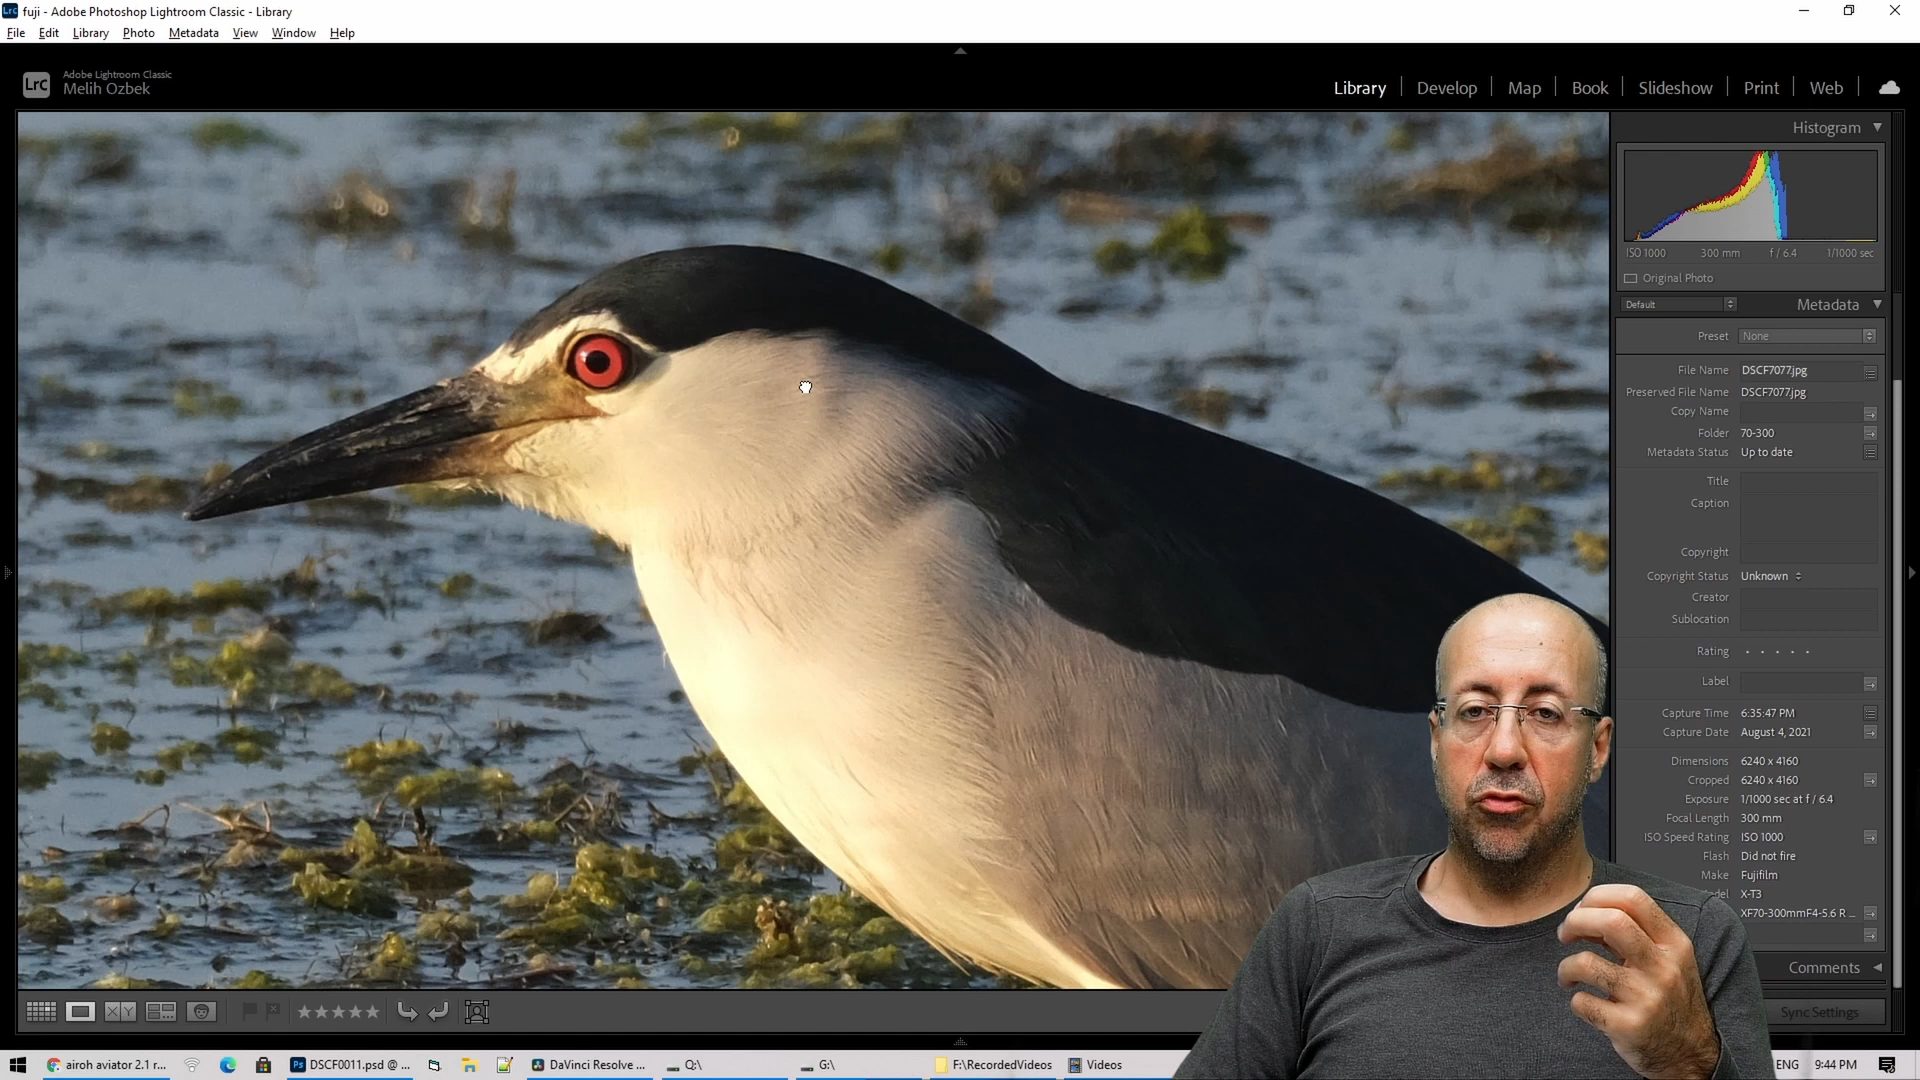 fuji - Adobe Photoshop Lightroom Classic - Library
File Edit Library Photo Metadata View Window Help
Lrc
Adobe Lightroom Classic
Melih Ozbek
Library Develop Map Book Slideshow Print Web
Histogram
ISO 1000 300 mm f / 6.4 1/1000 sec
Original Photo
Default Metadata
Preset None
File Name DSCF7077.jpg
Preserved File Name DSCF7077.jpg
Copy Name
Folder 70-300
Metadata Status Up to date
Title
Caption
Copyright
Copyright Status Unknown
Creator
Sublocation
Rating
Label
Capture Time 6:35:47 PM
Capture Date August 4, 2021
Dimensions 6240 x 4160
Cropped 6240 x 4160
Exposure 1/1000 sec at f / 6.4
Focal Length 300 mm
ISO Speed Rating ISO 1000
Flash Did not fire
Make Fujifilm
X-T3
XF70-300mmF4-5.6 R ...
Comments
XY
Sync Settings
airoh aviator 2.1 r... DSCF0011.psd @ ... DaVinci Resolve ... Q:\ G:\ F:\RecordedVideos Videos ENG 9:44 PM